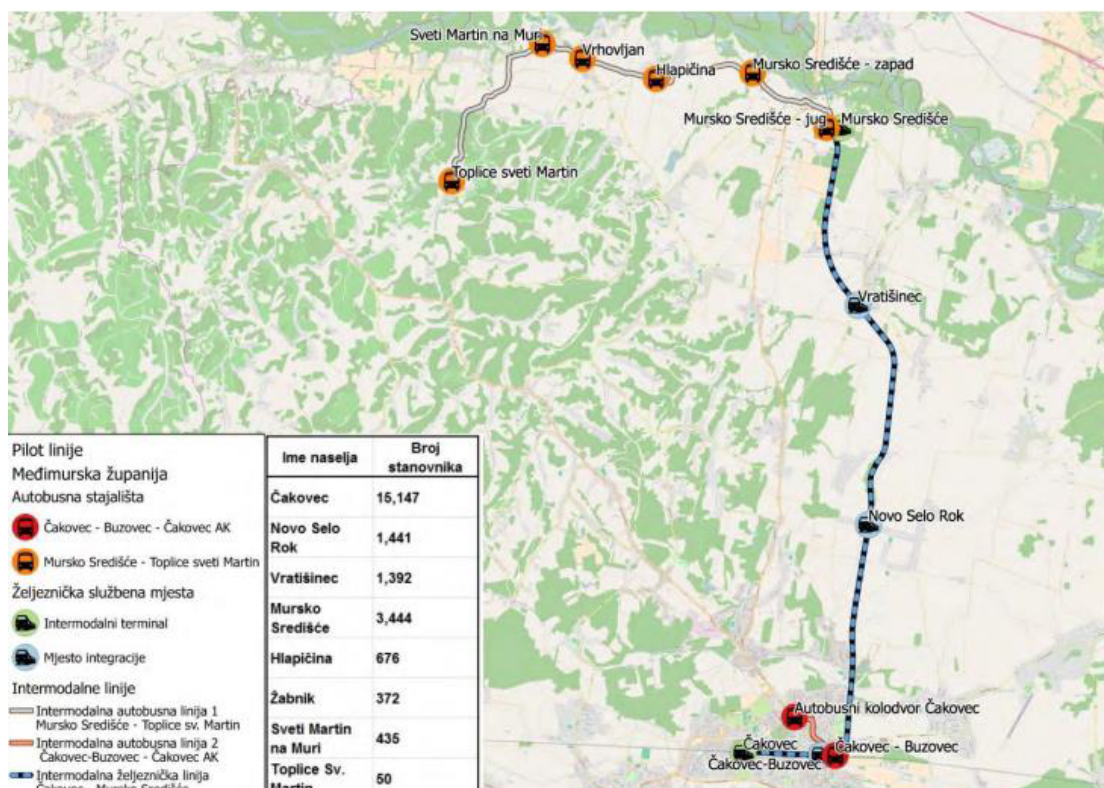 Sveti Martin na Muri
Vrhovljan
Hlapičina
Mursko Središće - zapad
Mursko Središće - jug
Mursko Središće
Toplice sveti Martin
Vratišinec
Novo Selo Rok
Autobusni kolodvor Čakovec
Čakovec
Čakovec - Buzovec
Čakovec-Buzovec
Pilot linije
Međimurska županija
Autobusna stajališta
Čakovec - Buzovec - Čakovec AK
Mursko Središće - Toplice sveti Martin
Željeznička službena mjesta
Intermodalni terminal
Mjesto integracije
Intermodalne linije
Intermodalna autobusna linija 1
Mursko Središće - Toplice sv. Martin
Intermodalna autobusna linija 2
Čakovec-Buzovec - Čakovec AK
Intermodalna željeznička linija
Čakovec - Mursko Središće
Ime naselja
Broj
stanovnika
Čakovec
15,147
Novo Selo
Rok
1,441
Vratišinec
1,392
Mursko
Središće
3,444
Hlapičina
676
Žabnik
372
Sveti Martin
na Muri
435
Toplice Sv.
Martin
50